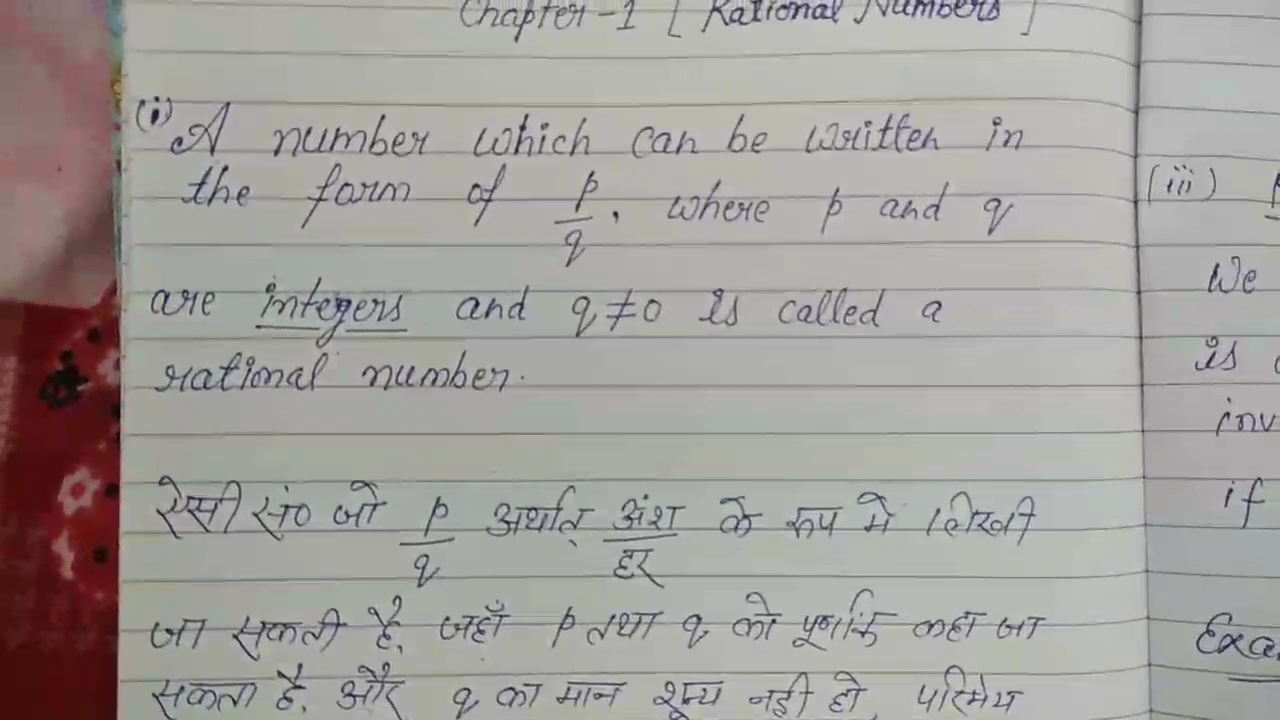 Chapter-1 [ Rational Numbers ]
(i) A number which can be written in
the form of p/q, where p and q
are integers and q≠0 is called a
rational number.
ऐसी सं० जो p/q अर्थात् अंश/हर के रूप मे लिखी
जा सकती है, जहाँ p तथा q को पूर्णांक कहा जा
सकता है, और q का मान शून्य नही हो, परिमेय
(iii)
We
is
inv
if
Exa